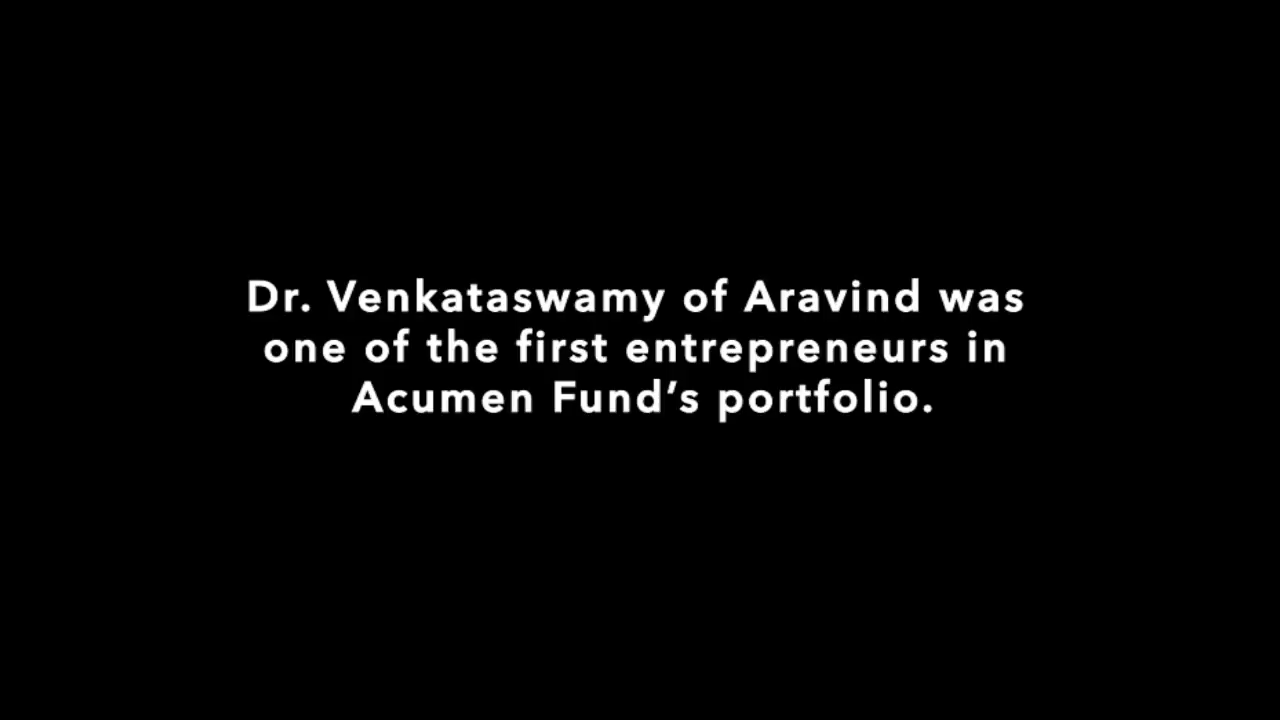 Dr. Venkataswamy of Aravind was
one of the first entrepreneurs in
Acumen Fund’s portfolio.